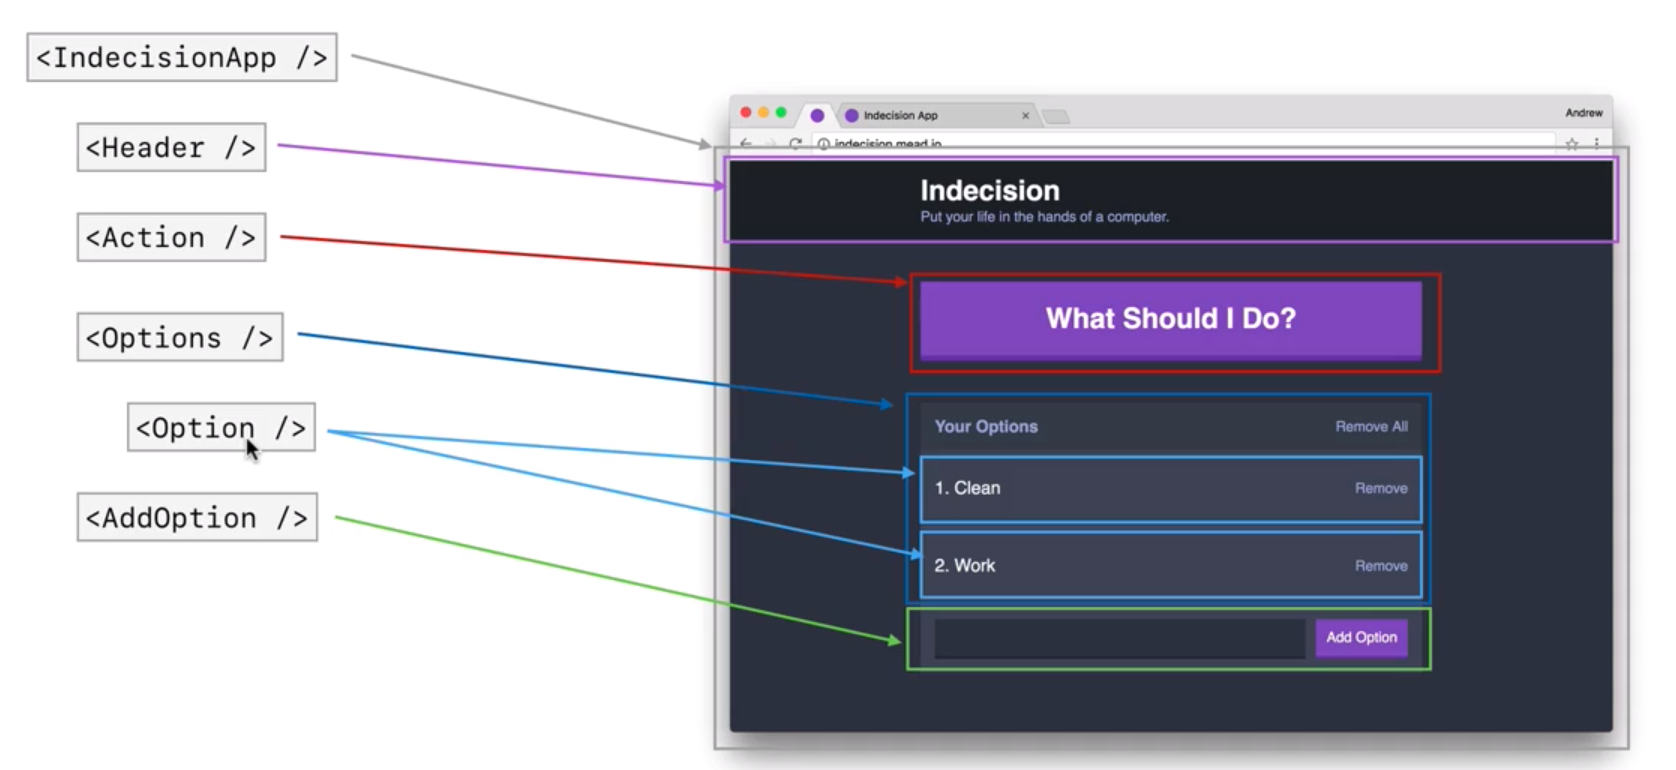 <IndecisionApp />
<Header />
<Action />
<Options />
<Option />
<AddOption />
Indecision App
Andrew
indecision.mead.io
Indecision
Put your life in the hands of a computer.
What Should I Do?
Your Options Remove All
1. Clean Remove
2. Work Remove
Add Option